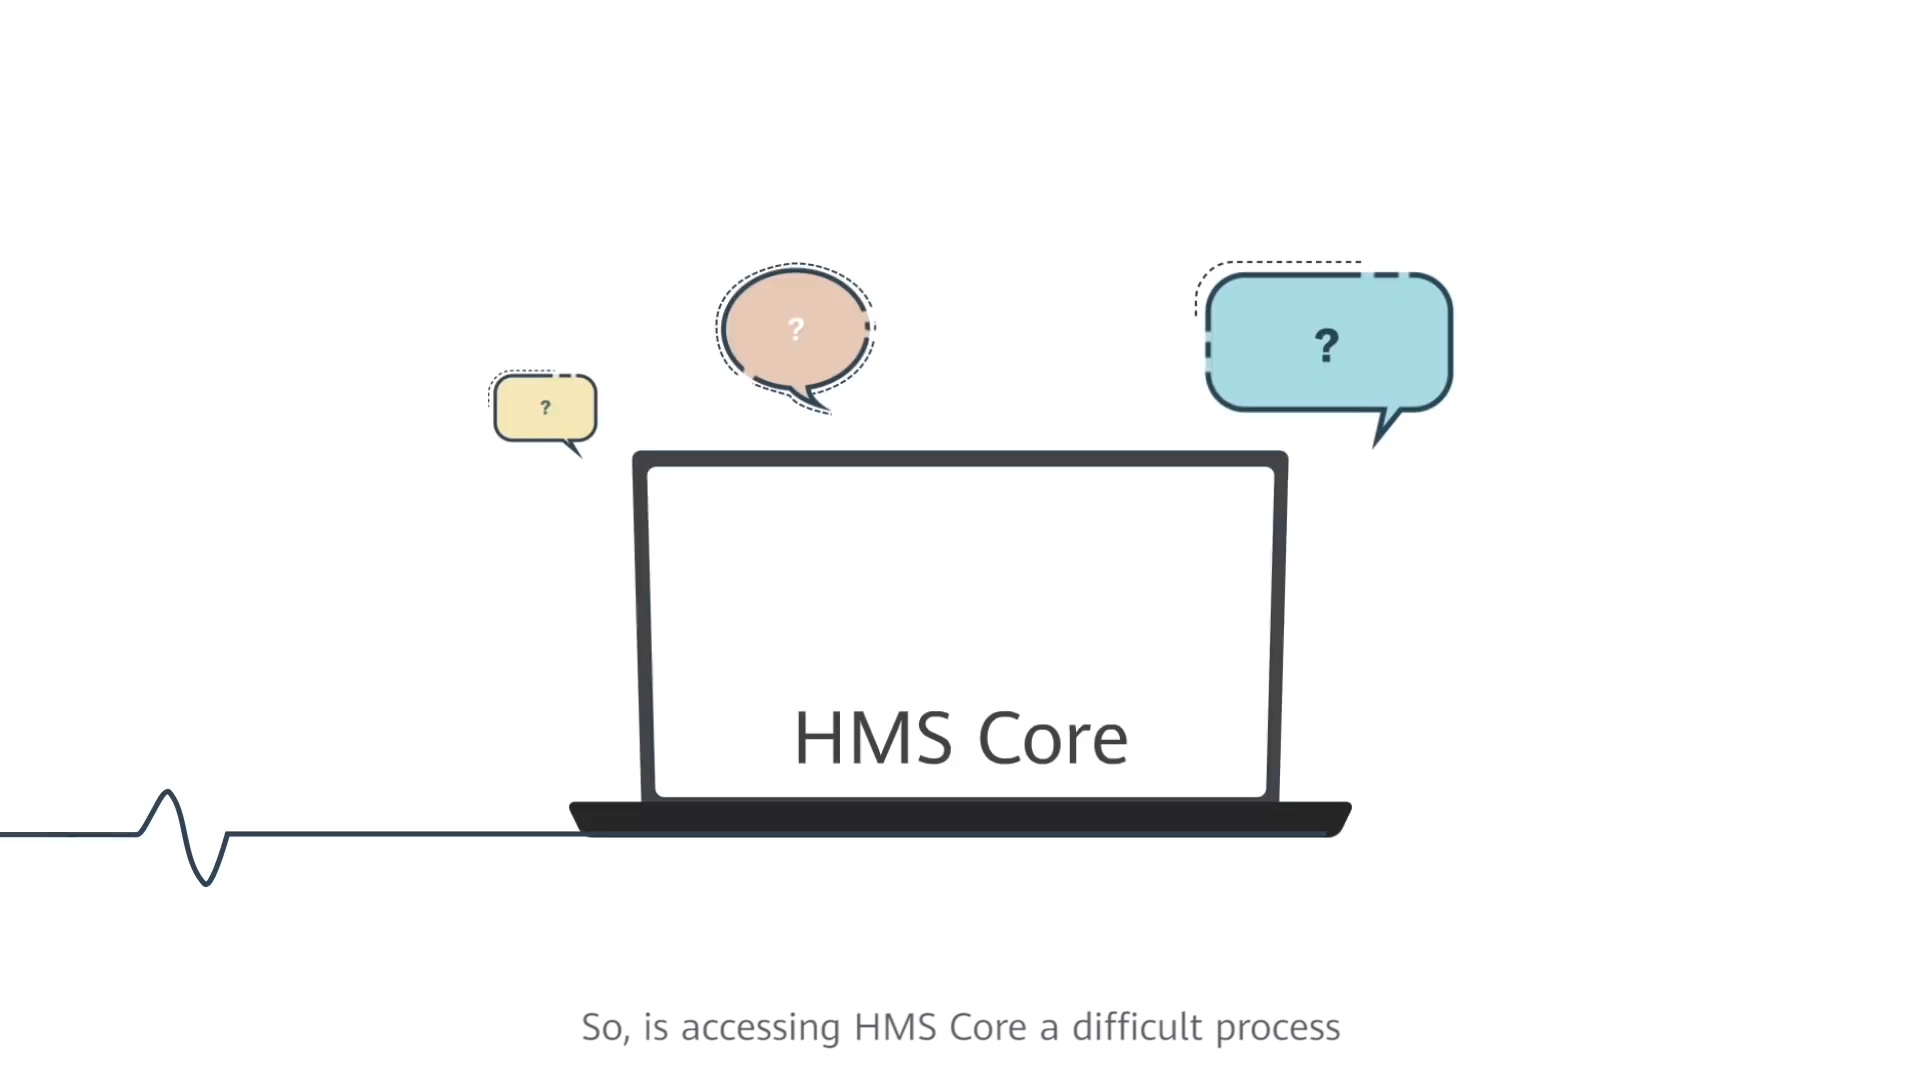 ?
?
?
HMS Core
So, is accessing HMS Core a difficult process